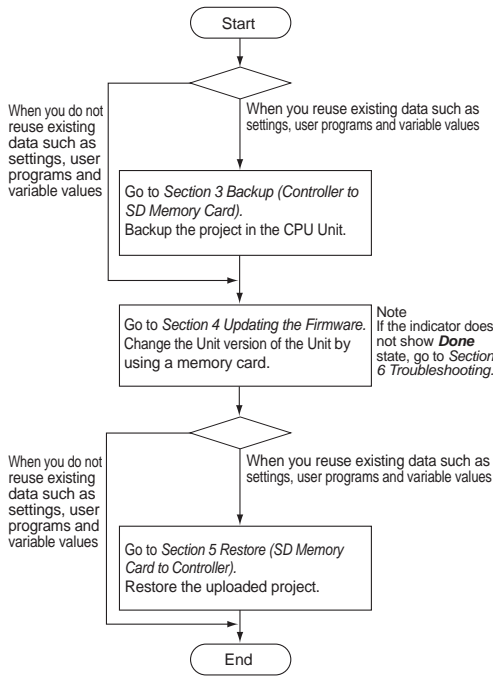 Start
When you do not
reuse existing
data such as
settings, user
programs and
variable values
When you reuse existing data such as
settings, user programs and variable values
Go to Section 3 Backup (Controller to
SD Memory Card).
Backup the project in the CPU Unit.
Go to Section 4 Updating the Firmware.
Change the Unit version of the Unit by
using a memory card.
Note
If the indicator does
not show Done
state, go to Section
6 Troubleshooting.
When you do not
reuse existing
data such as
settings, user
programs and
variable values
When you reuse existing data such as
settings, user programs and variable values
Go to Section 5 Restore (SD Memory
Card to Controller).
Restore the uploaded project.
End